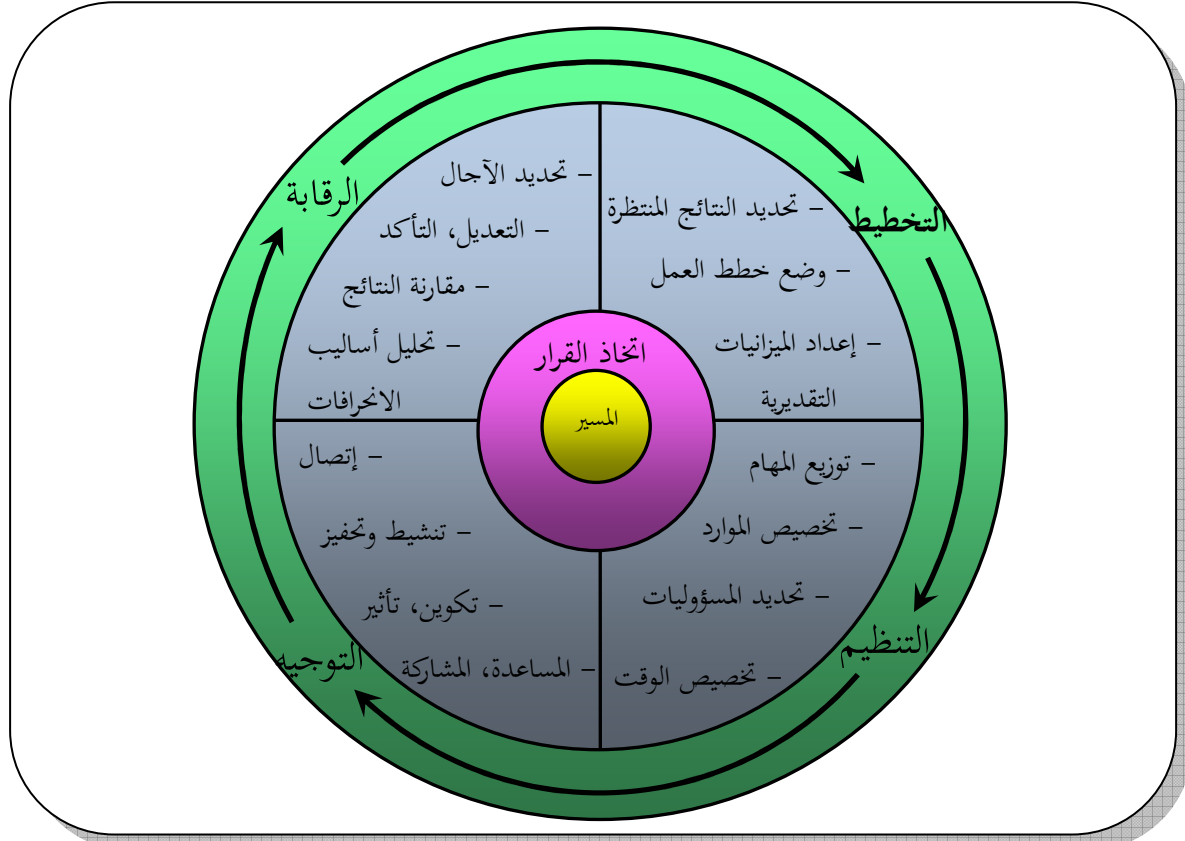 التخطيط
– تحديد النتائج المنتظرة
– وضع خطط العمل
– إعداد الميزانيات
التقديرية
التنظيم
– توزيع المهام
– تخصيص الموارد
– تحديد المسؤوليات
– تخصيص الوقت
التوجيه
– إتصال
– تنشيط وتحفيز
– تكوين، تأثير
– المساعدة، المشاركة
الرقابة
– تحديد الآجال
– التعديل، التأكد
– مقارنة النتائج
– تحليل أساليب
الانحرافات
اتخاذ القرار
المسير